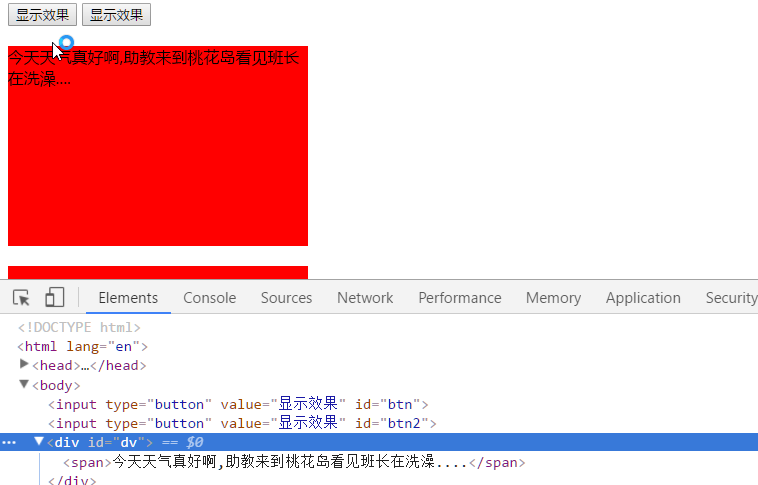 显示效果 显示效果
今天天气真好啊,助教来到桃花岛看见班长
在洗澡....
Elements Console Sources Network Performance Memory Application Security
<!DOCTYPE html>
<html lang="en">
<head>…</head>
<body>
<input type="button" value="显示效果" id="btn">
<input type="button" value="显示效果" id="btn2">
<div id="dv"> == $0
<span>今天天气真好啊,助教来到桃花岛看见班长在洗澡....</span>
</div>